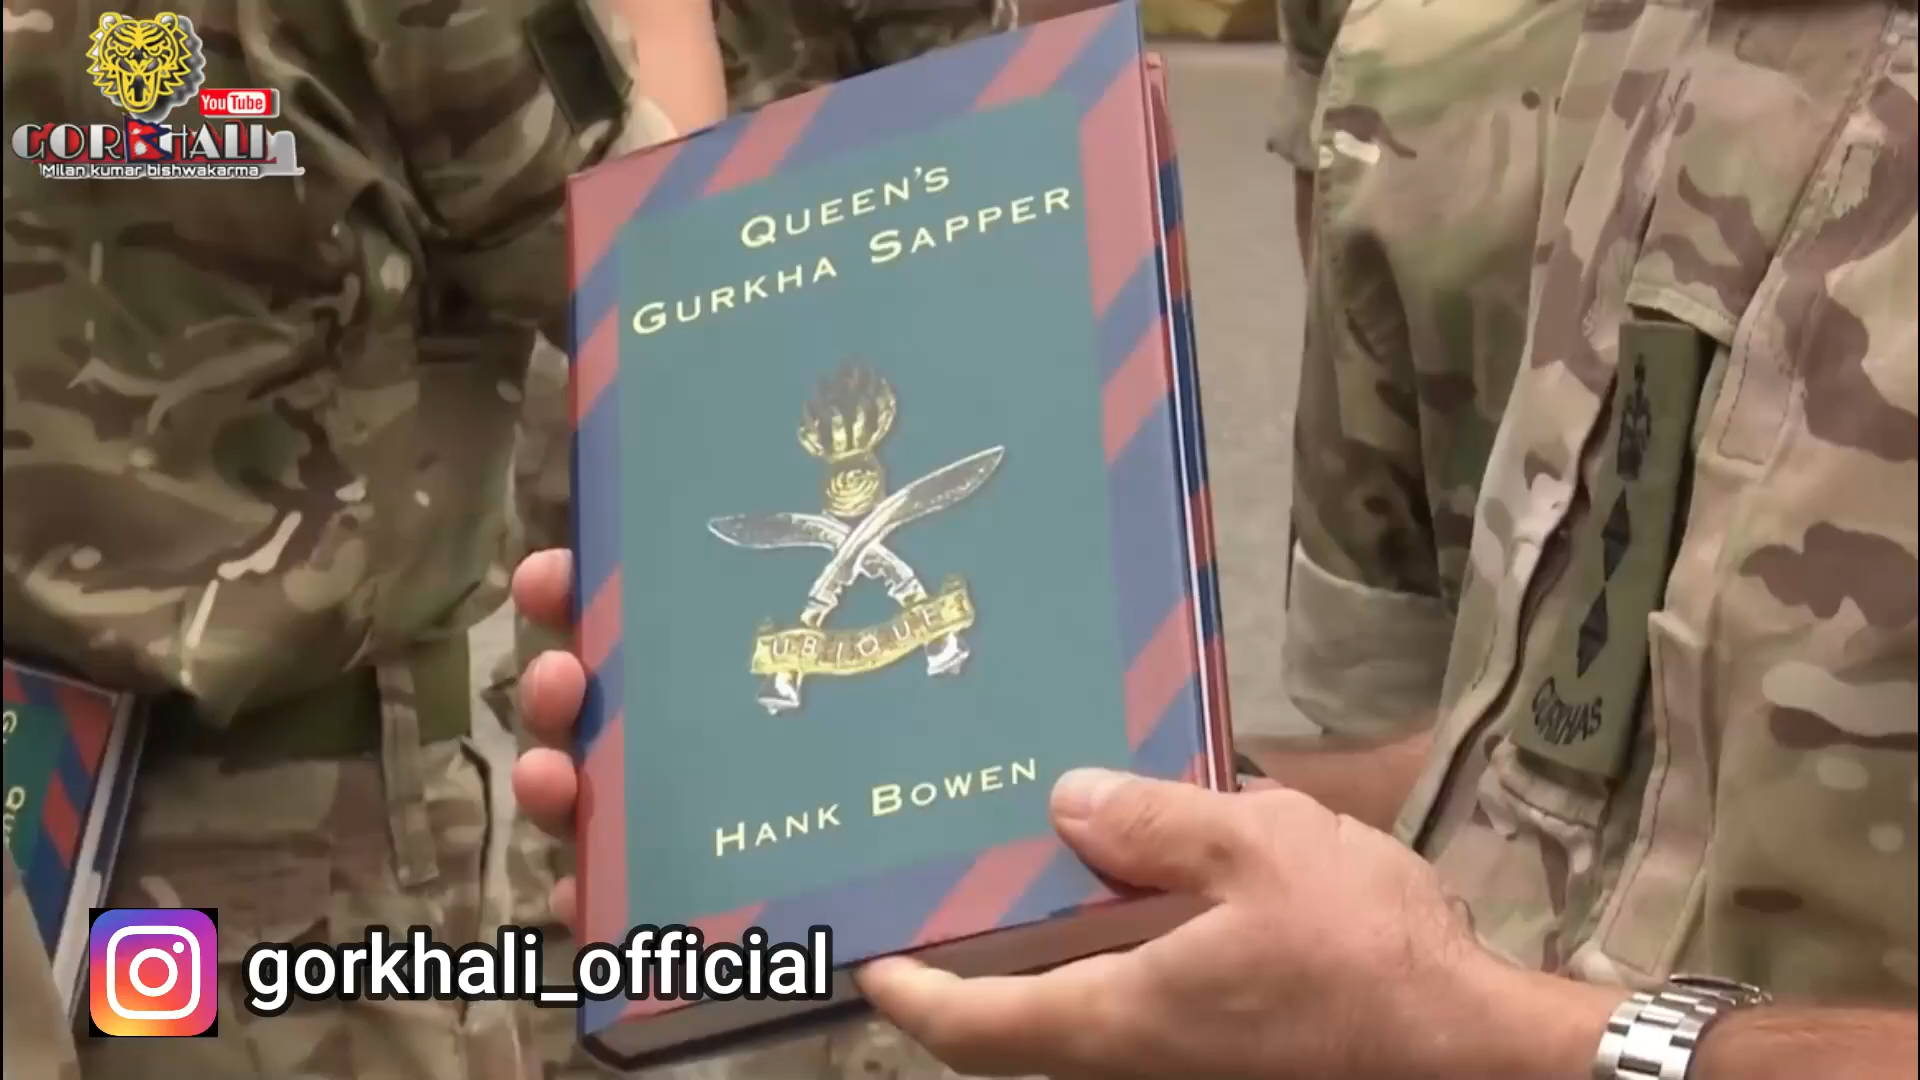 YouTube
GORKHALI
Milan kumar bishwakarma
QUEEN'S
GURKHA SAPPER
UBIQUE
HANK BOWEN
GURKHAS
gorkhali_official